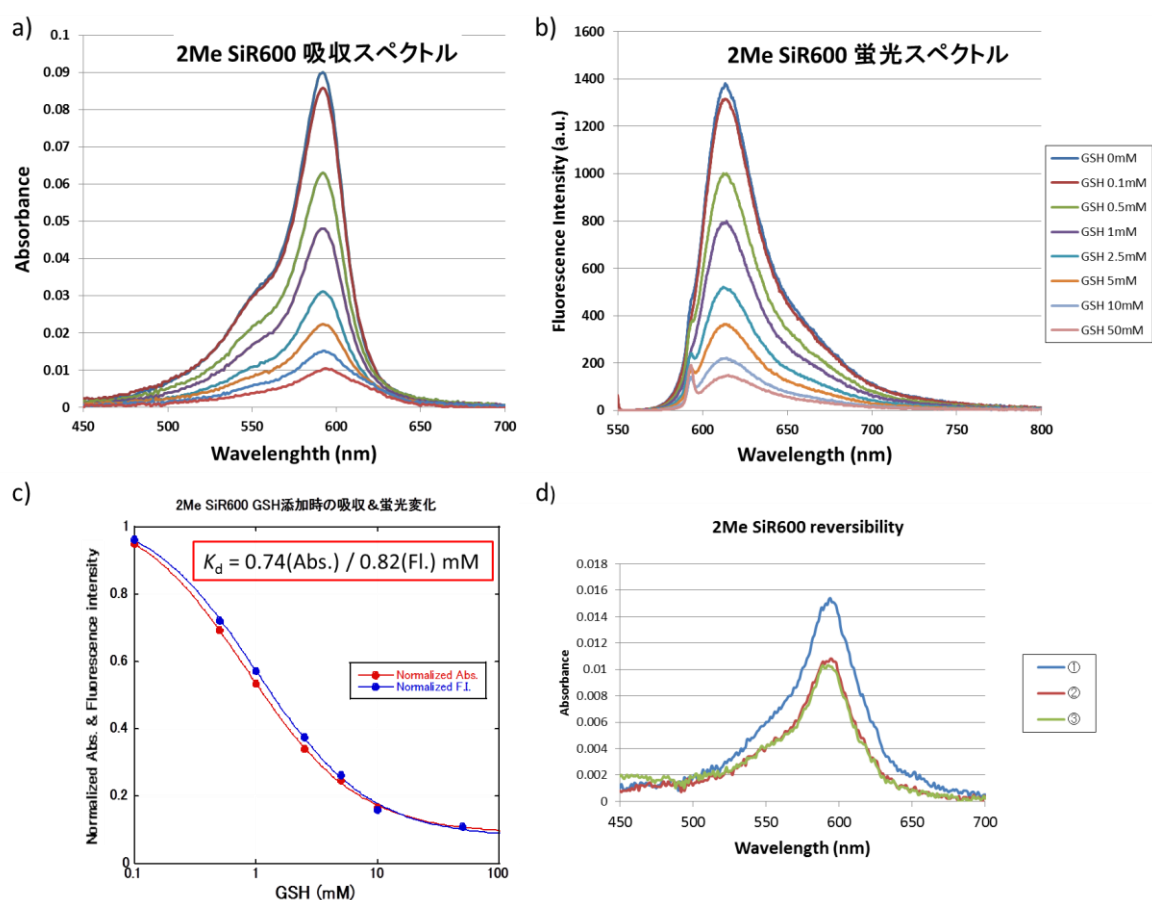 a)
2Me SiR600 吸収スペクトル
0.1
0.09
0.08
0.07
0.06
0.05
0.04
0.03
0.02
0.01
0
Absorbance
450
500
550
600
650
700
Wavelenghth (nm)
b)
2Me SiR600 蛍光スペクトル
1600
1400
1200
1000
800
600
400
200
0
Fluorescence Intensity (a.u.)
550
600
650
700
750
800
Wavelength (nm)
GSH 0mM
GSH 0.1mM
GSH 0.5mM
GSH 1mM
GSH 2.5mM
GSH 5mM
GSH 10mM
GSH 50mM
c)
2Me SiR600 GSH添加時の吸収&蛍光変化
Kd = 0.74(Abs.) / 0.82(Fl.) mM
1
0.8
0.6
0.4
0.2
0
Normalized Abs. & Fluorescence intensity
Normalized Abs.
Normalized F.I.
0.1
1
10
100
GSH (mM)
d)
2Me SiR600 reversibility
0.018
0.016
0.014
0.012
0.01
0.008
0.006
0.004
0.002
0
Absorbance
450
500
550
600
650
700
Wavelength (nm)
①
②
③